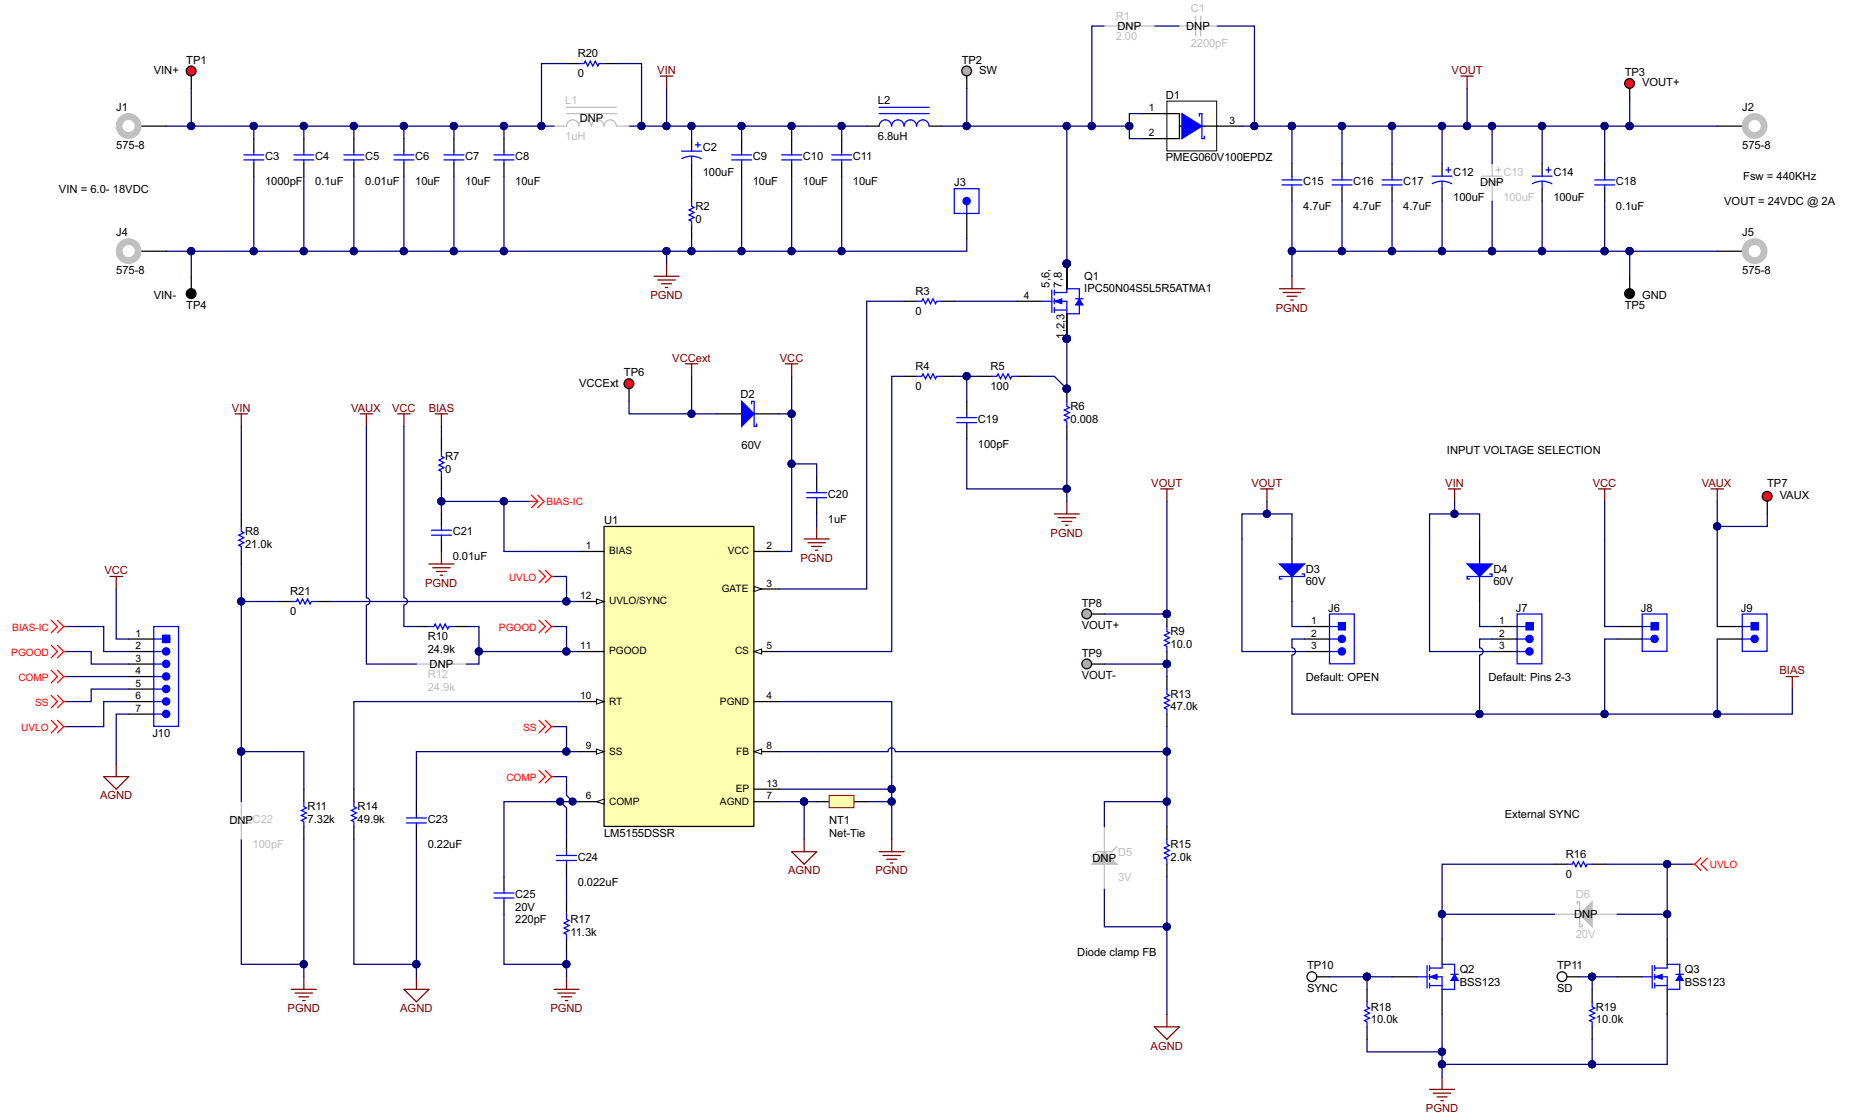 R1
DNP
2.00
C1
DNP
2200pF
TP1
VIN+
R20
0
VIN
TP2
SW
VOUT
TP3
VOUT+
J1
575-8
L1
DNP
1uH
L2
6.8uH
D1
1
2
3
PMEG060V100EPDZ
J2
575-8
C3
1000pF
C4
0.1uF
C5
0.01uF
C6
10uF
C7
10uF
C8
10uF
C2
100uF
R2
0
C9
10uF
C10
10uF
C11
10uF
J3
C15
4.7uF
C16
4.7uF
C17
4.7uF
C12
100uF
DNP
C13
100uF
C14
100uF
C18
0.1uF
VIN = 6.0- 18VDC
Fsw = 440KHz
VOUT = 24VDC @ 2A
J4
575-8
VIN-
TP4
PGND
PGND
GND
TP5
J5
575-8
R3
0
4
5,6,
7,8
1,2,3
Q1
IPC50N04S5L5R5ATMA1
R4
0
R5
100
R6
0.008
C19
100pF
PGND
VCCExt
TP6
VCCext
D2
60V
VCC
C20
1uF
PGND
VIN
VAUX
VCC
BIAS
R7
0
BIAS-IC
C21
0.01uF
PGND
R8
21.0k
R21
0
UVLO
R10
24.9k
DNP
R12
24.9k
PGOOD
SS
COMP
U1
1
BIAS
12
UVLO/SYNC
11
PGOOD
10
RT
9
SS
6
COMP
VCC
2
GATE
3
CS
5
PGND
4
FB
8
EP
13
AGND
7
LM5155DSSR
NT1
Net-Tie
AGND
PGND
VCC
BIAS-IC
PGOOD
COMP
SS
UVLO
1
2
3
4
5
6
7
J10
AGND
DNP
C22
100pF
R11
7.32k
PGND
R14
49.9k
C23
0.22uF
AGND
C24
0.022uF
C25
20V
220pF
R17
11.3k
PGND
VOUT
TP8
VOUT+
R9
10.0
TP9
VOUT-
R13
47.0k
DNP
D5
3V
R15
2.0k
Diode clamp FB
AGND
INPUT VOLTAGE SELECTION
VOUT
D3
60V
J6
1
2
3
Default: OPEN
VIN
D4
60V
J7
1
2
3
Default: Pins 2-3
VCC
J8
VAUX
TP7
VAUX
J9
BIAS
External SYNC
R16
0
UVLO
D6
DNP
20V
TP10
SYNC
Q2
BSS123
R18
10.0k
TP11
SD
Q3
BSS123
R19
10.0k
PGND